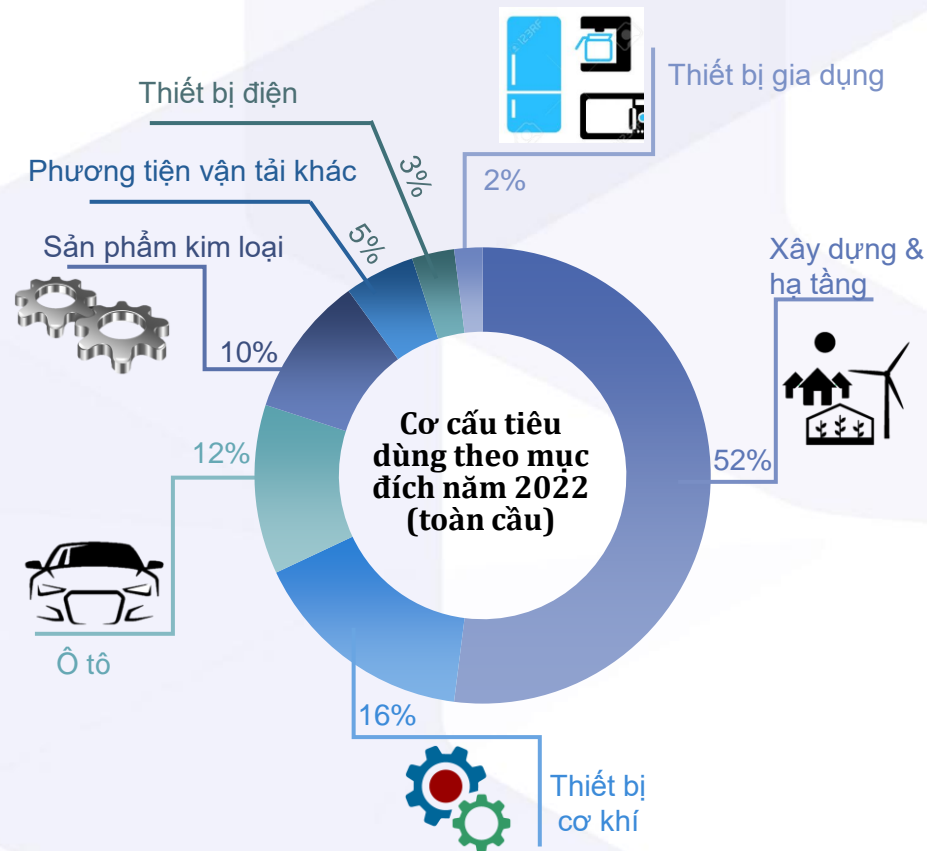 Thiết bị gia dụng
2%
Thiết bị điện
3%
Phương tiện vận tải khác
5%
Sản phẩm kim loại
10%
Xây dựng &
hạ tầng
52%
Cơ cấu tiêu
dùng theo mục
đích năm 2022
(toàn cầu)
12%
Ô tô
16%
Thiết bị
cơ khí
123RF